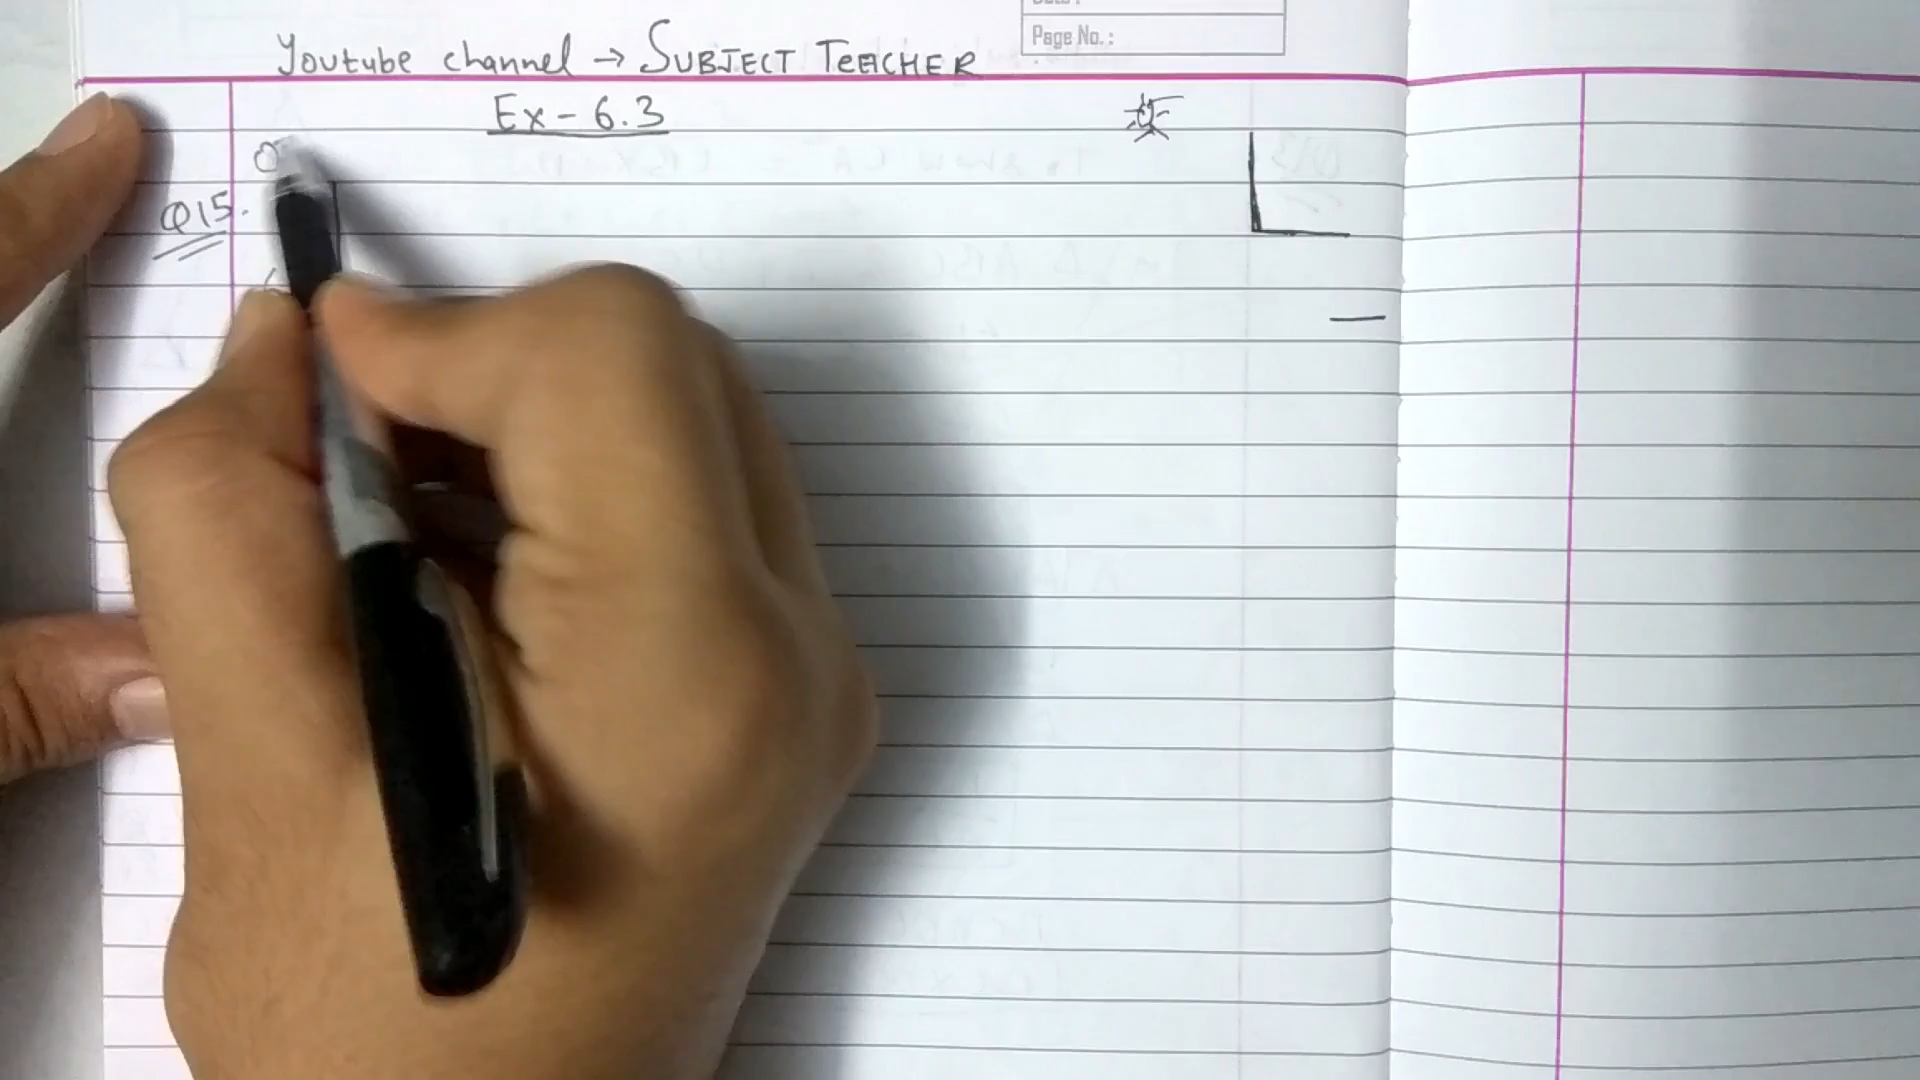 Page No. :
Youtube channel → SUBJECT TEACHER
Ex - 6.3
Q15.